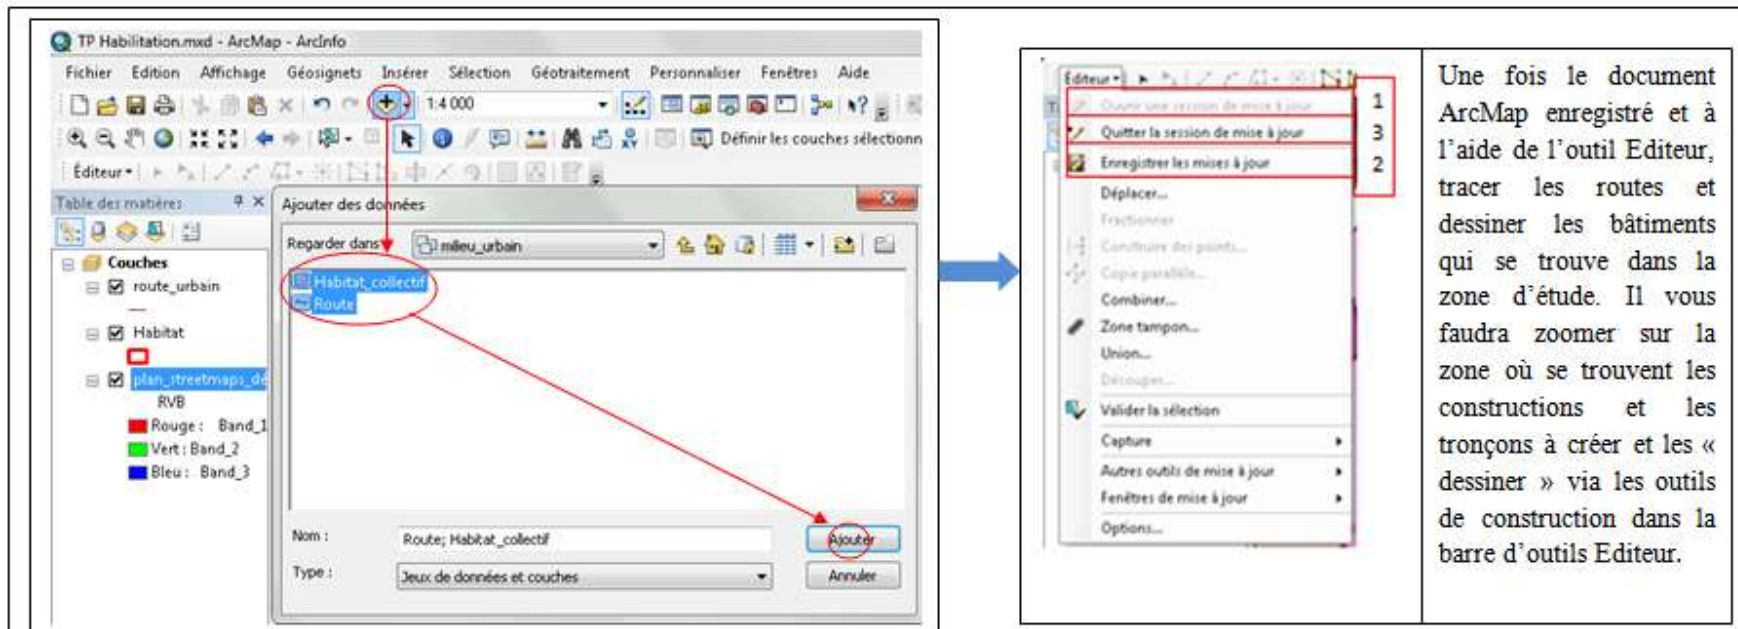 TP Habilitation.mxd - ArcMap - ArcInfo
Fichier Edition Affichage Géosignets Insérer Sélection Géotraitement Personnaliser Fenêtres Aide
1:4 000
Définir les couches sélectionn
Éditeur
Table des matières
Couches
route_urbain
Habitat
plan_streetmaps_dé
RVB
Rouge : Band_1
Vert : Band_2
Bleu : Band_3
Ajouter des données
Regarder dans
milieu_urbain
Habitat_collectif
Route
Nom :
Route; Habitat_collectif
Ajouter
Type :
Jeux de données et couches
Annuler
Éditeur
Ouvrir une session de mise à jour 1
Quitter la session de mise à jour 3
Enregistrer les mises à jour 2
Déplacer...
Fractionner
Construire des points...
Copie parallèle...
Combiner...
Zone tampon...
Union...
Découper...
Valider la sélection
Capture
Autres outils de mise à jour
Fenêtres de mise à jour
Options...
Une fois le document
ArcMap enregistré et à
l'aide de l'outil Editeur,
tracer les routes et
dessiner les bâtiments
qui se trouve dans la
zone d'étude. Il vous
faudra zoomer sur la
zone où se trouvent les
constructions et les
tronçons à créer et les «
dessiner » via les outils
de construction dans la
barre d'outils Editeur.